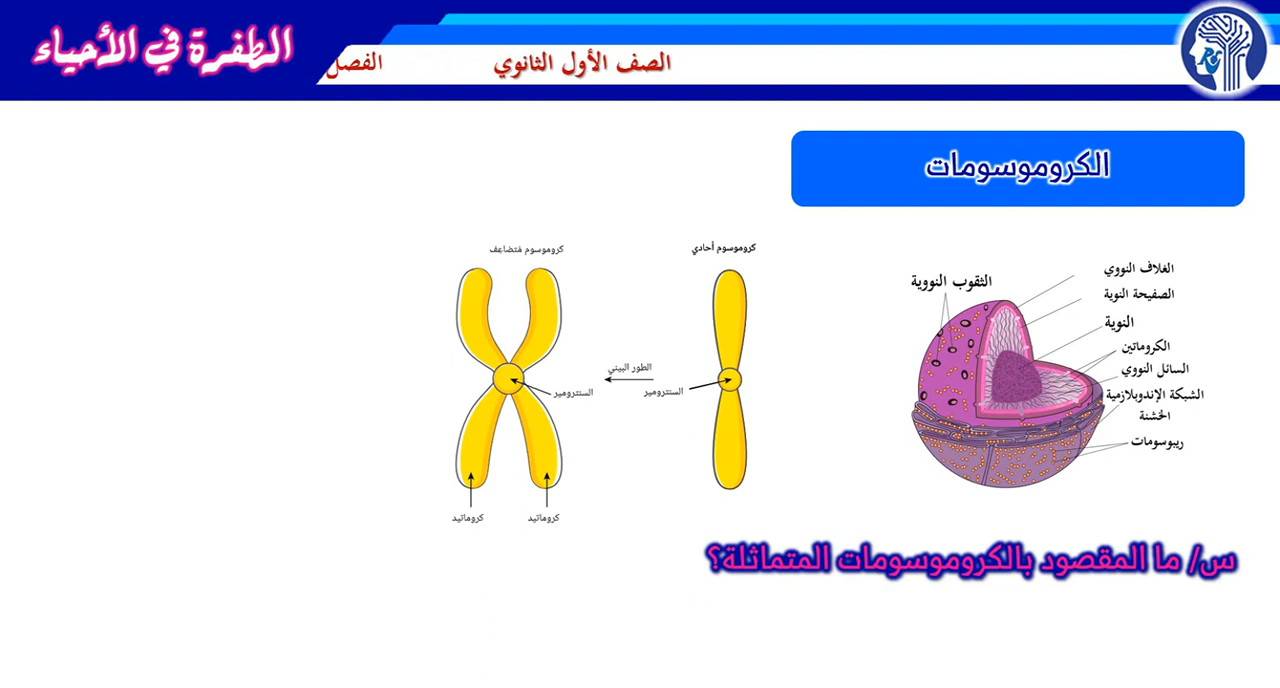 الطفرة في الأحياء
الصف الأول الثانوي
الفصل
الكروموسومات
الغلاف النووي
الصفيحة النوية
النوية
الكروماتين
السائل النووي
الشبكة الإندوبلازمية
الخشنة
ريبوسومات
الثقوب النووية
كروموسوم أحادي
السنترومير
الطور البيني
كروموسوم مُتضاعِف
السنترومير
كروماتيد
كروماتيد
س/ ما المقصود بالكروموسومات المتماثلة؟